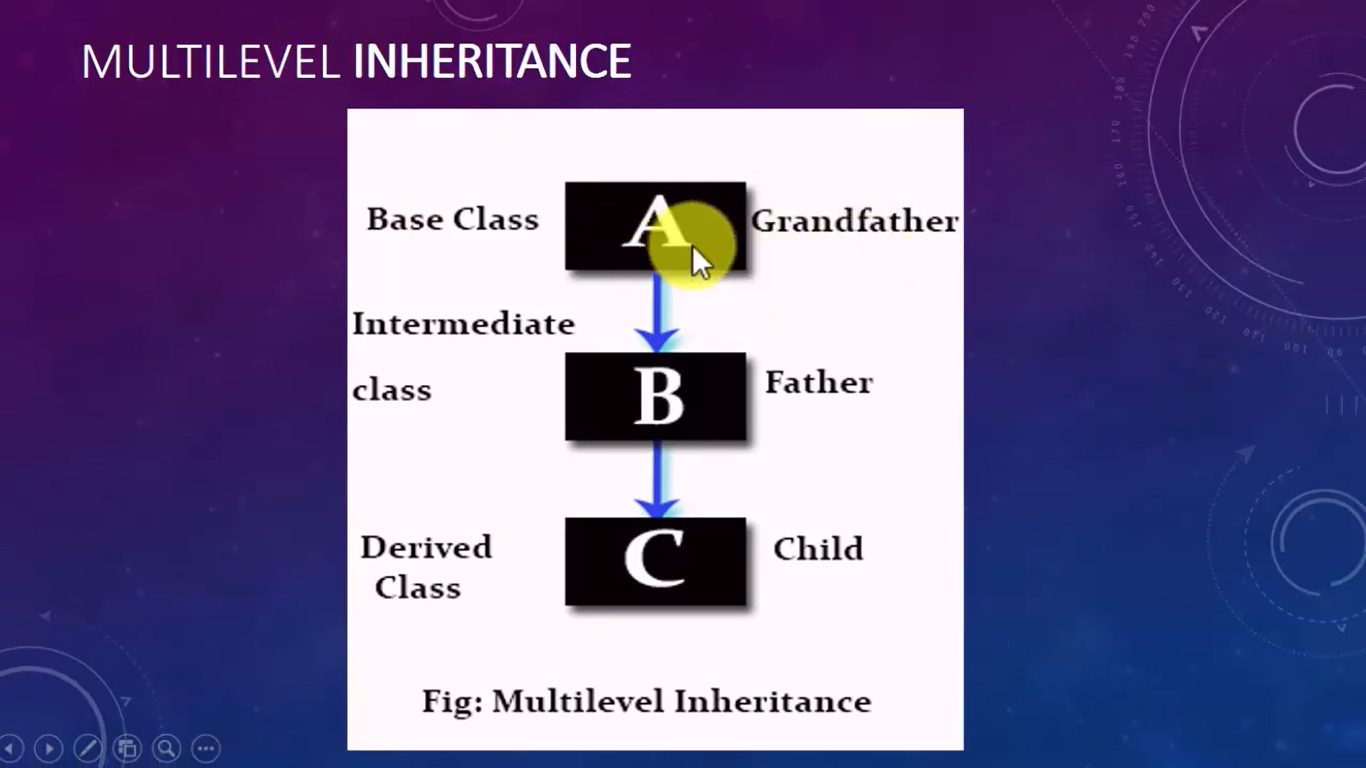 MULTILEVEL INHERITANCE
Base Class
A
Grandfather
Intermediate
class
B
Father
Derived
Class
C
Child
Fig: Multilevel Inheritance